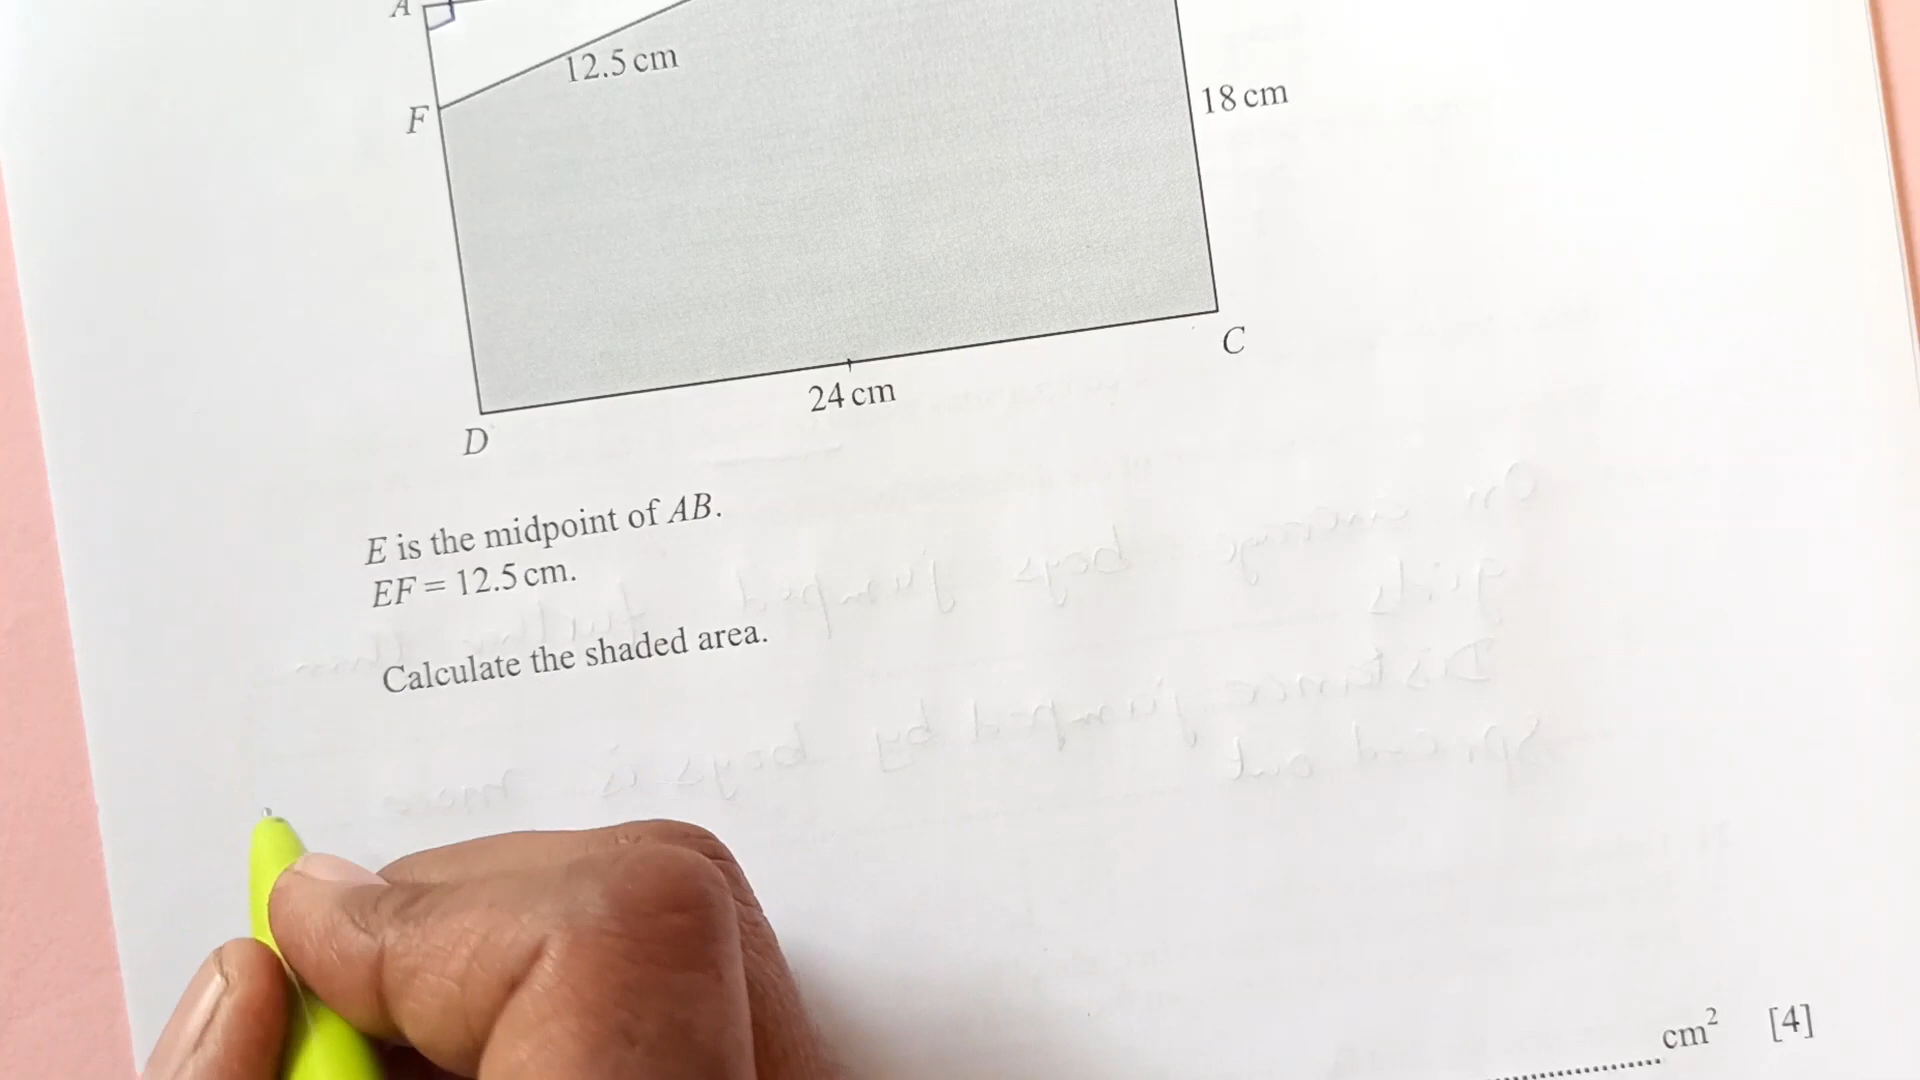 A
12.5 cm
F
18 cm
C
24 cm
D
E is the midpoint of AB.
EF = 12.5 cm.
Calculate the shaded area.
cm² [4]